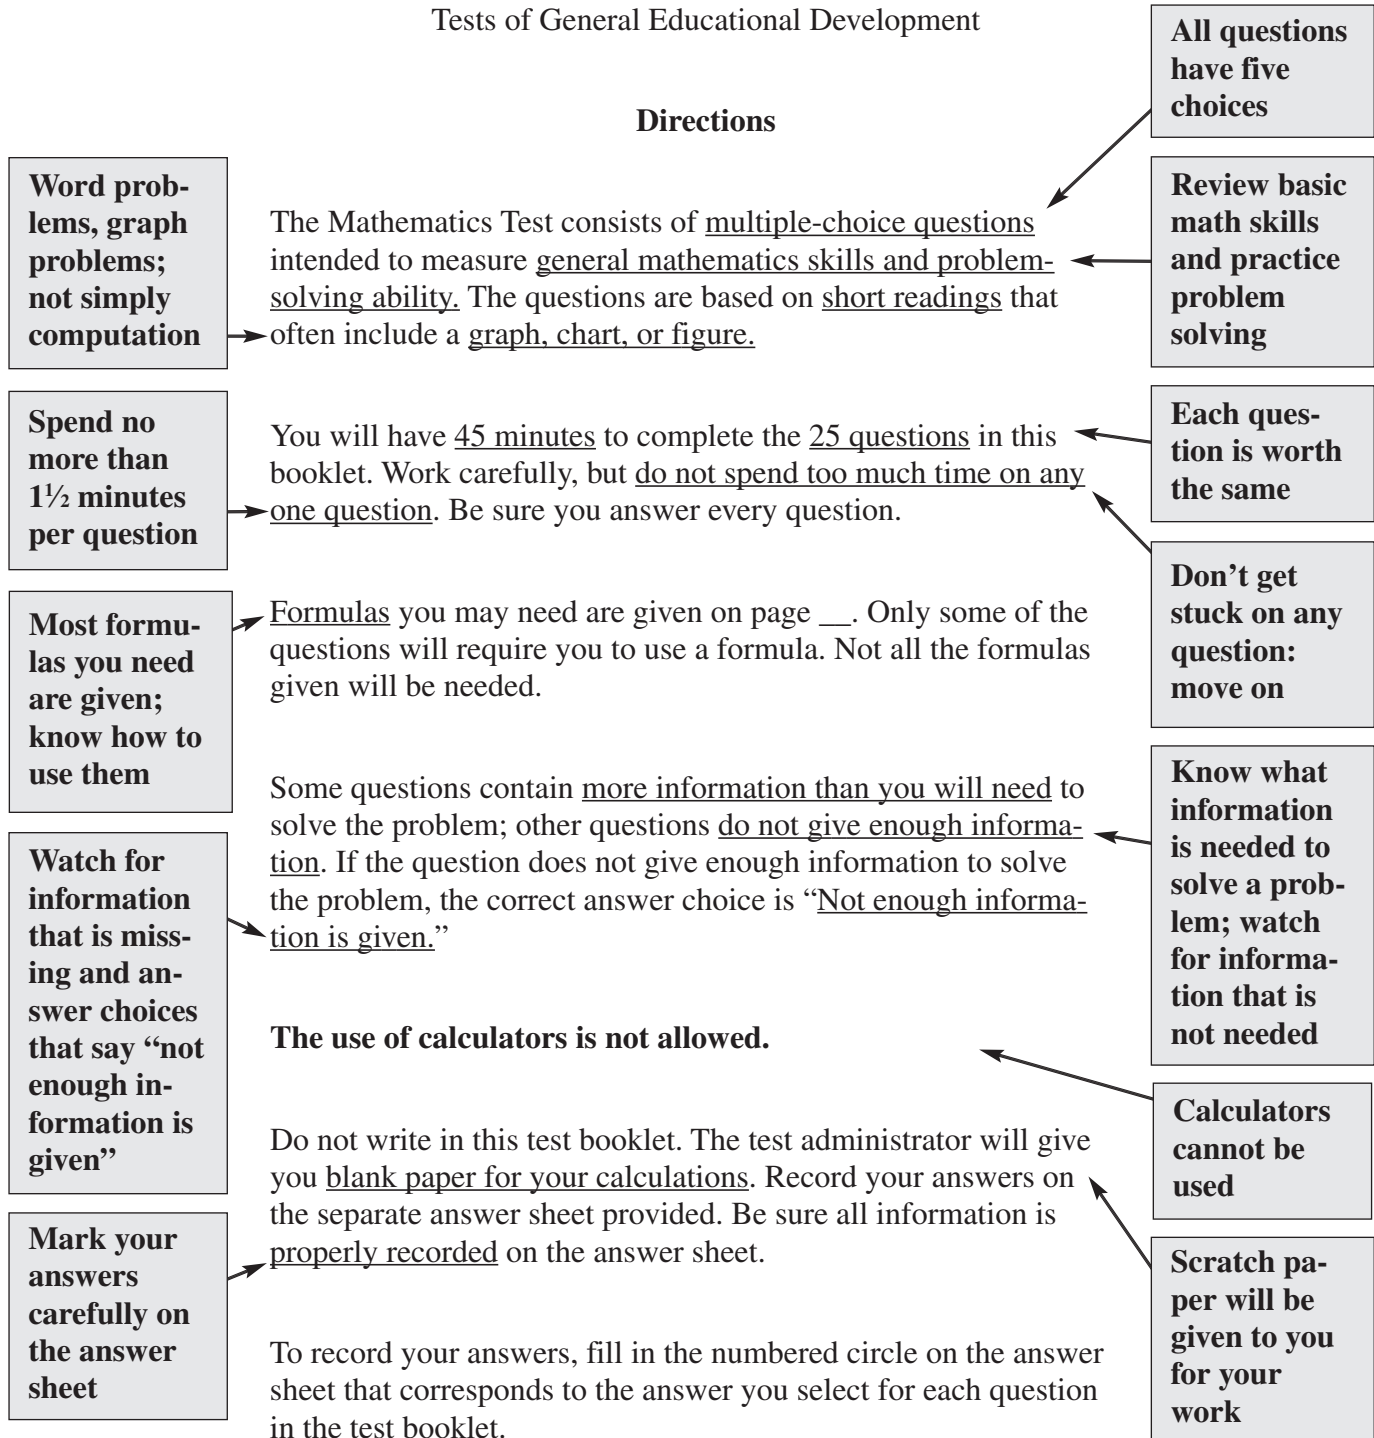 Tests of General Educational Development
All questions
have five
choices
Directions
Word prob-
lems, graph
problems;
not simply
computation
The Mathematics Test consists of multiple-choice questions
intended to measure general mathematics skills and problem-
solving ability. The questions are based on short readings that
often include a graph, chart, or figure.
Review basic
math skills
and practice
problem
solving
Spend no
more than
1½ minutes
per question
You will have 45 minutes to complete the 25 questions in this
booklet. Work carefully, but do not spend too much time on any
one question. Be sure you answer every question.
Each ques-
tion is worth
the same
Don't get
stuck on any
question:
move on
Most formu-
las you need
are given;
know how to
use them
Formulas you may need are given on page __. Only some of the
questions will require you to use a formula. Not all the formulas
given will be needed.
Some questions contain more information than you will need to
solve the problem; other questions do not give enough informa-
tion. If the question does not give enough information to solve
the problem, the correct answer choice is “Not enough informa-
tion is given.”
Know what
information
is needed to
solve a prob-
lem; watch
for informa-
tion that is
not needed
Watch for
information
that is miss-
ing and an-
swer choices
that say “not
enough in-
formation is
given”
The use of calculators is not allowed.
Calculators
cannot be
used
Do not write in this test booklet. The test administrator will give
you blank paper for your calculations. Record your answers on
the separate answer sheet provided. Be sure all information is
properly recorded on the answer sheet.
Mark your
answers
carefully on
the answer
sheet
Scratch pa-
per will be
given to you
for your
work
To record your answers, fill in the numbered circle on the answer
sheet that corresponds to the answer you select for each question
in the test booklet.